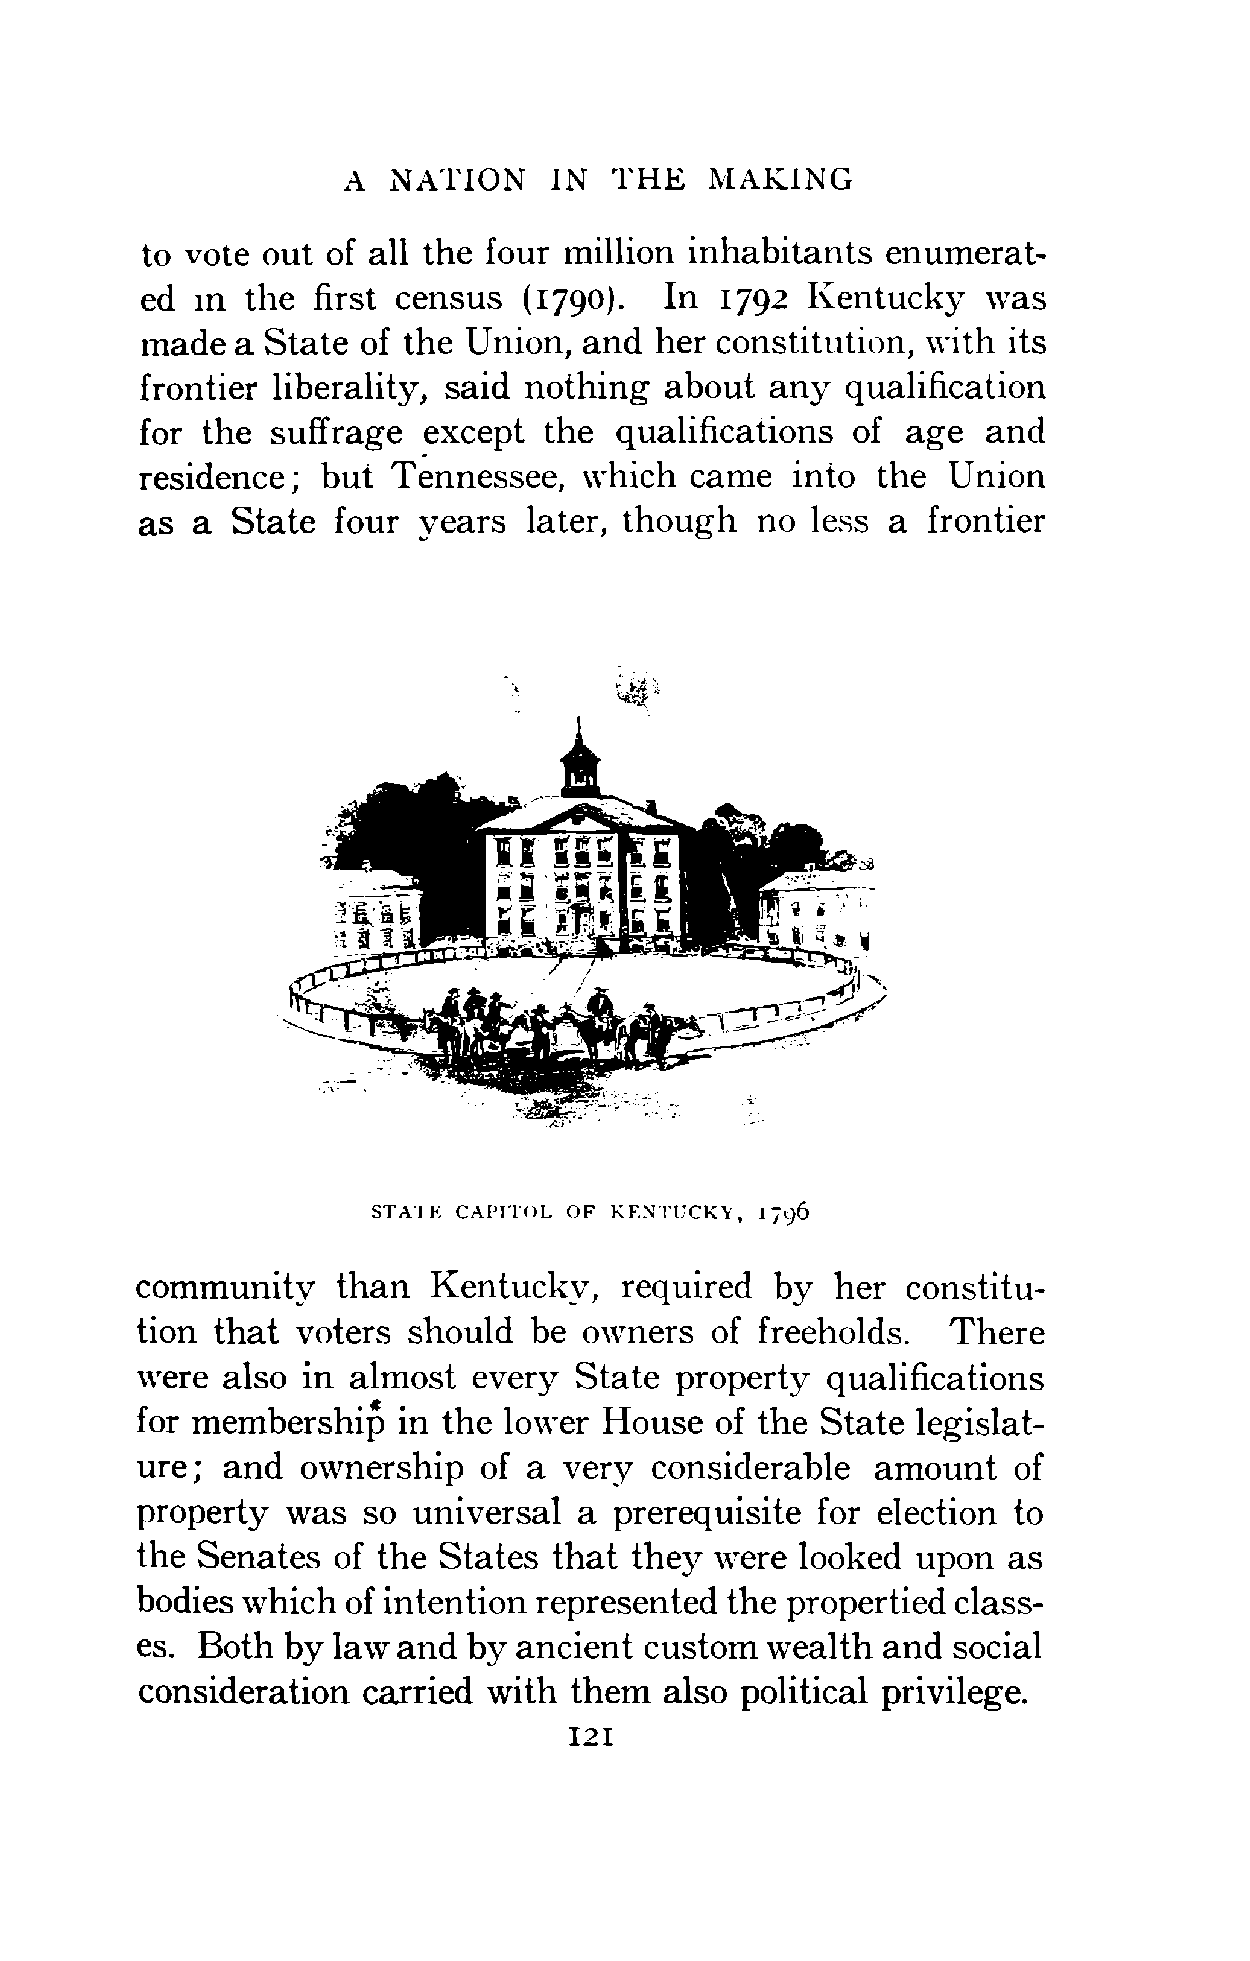 A NATION IN THE MAKING
to vote out of all the four million inhabitants enumerat-
ed in the first census (1790). In 1792 Kentucky was
made a State of the Union, and her constitution, with its
frontier liberality, said nothing about any qualification
for the suffrage except the qualifications of age and
residence; but Tennessee, which came into the Union
as a State four years later, though no less a frontier
STATE CAPITOL OF KENTUCKY, 1796
community than Kentucky, required by her constitu-
tion that voters should be owners of freeholds. There
were also in almost every State property qualifications
for membership in the lower House of the State legislat-
ure; and ownership of a very considerable amount of
property was so universal a prerequisite for election to
the Senates of the States that they were looked upon as
bodies which of intention represented the propertied class-
es. Both by law and by ancient custom wealth and social
consideration carried with them also political privilege.
121